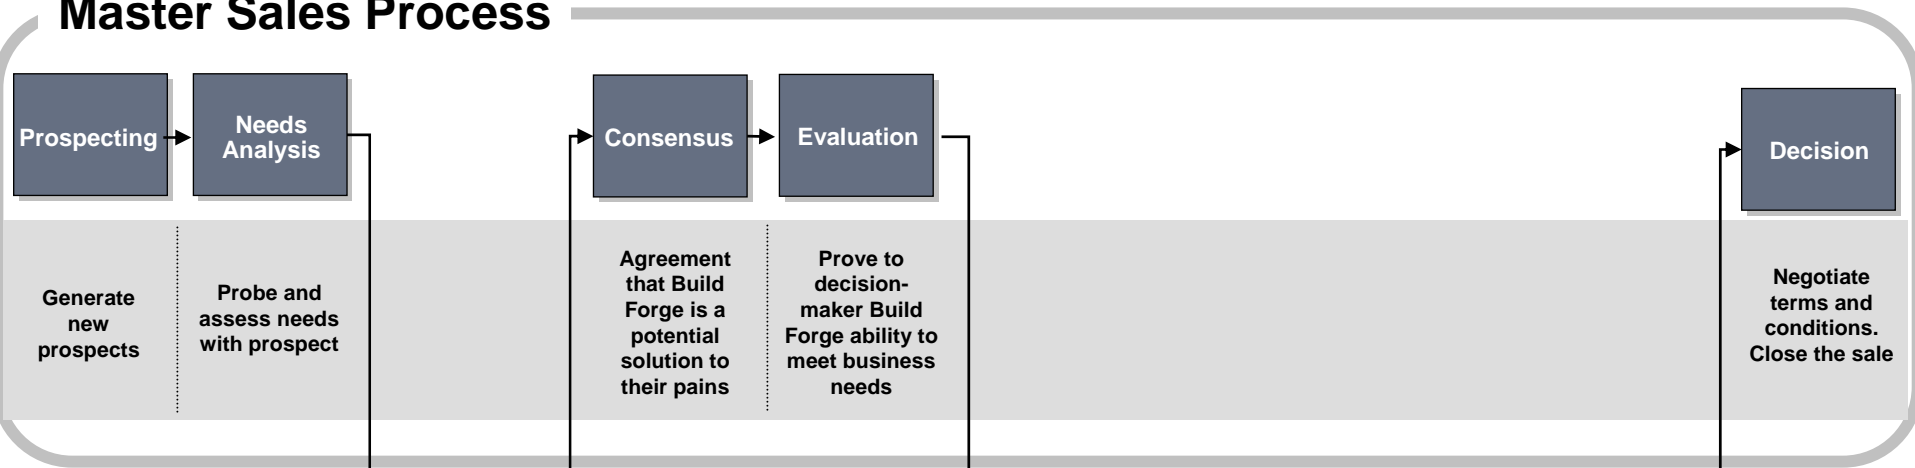 Master Sales Process
Prospecting
Needs
Analysis
Consensus
Evaluation
Decision
Generate
new
prospects
Probe and
assess needs
with prospect
Agreement
that Build
Forge is a
potential
solution to
their pains
Prove to
decision-
maker Build
Forge ability to
meet business
needs
Negotiate
terms and
conditions.
Close the sale